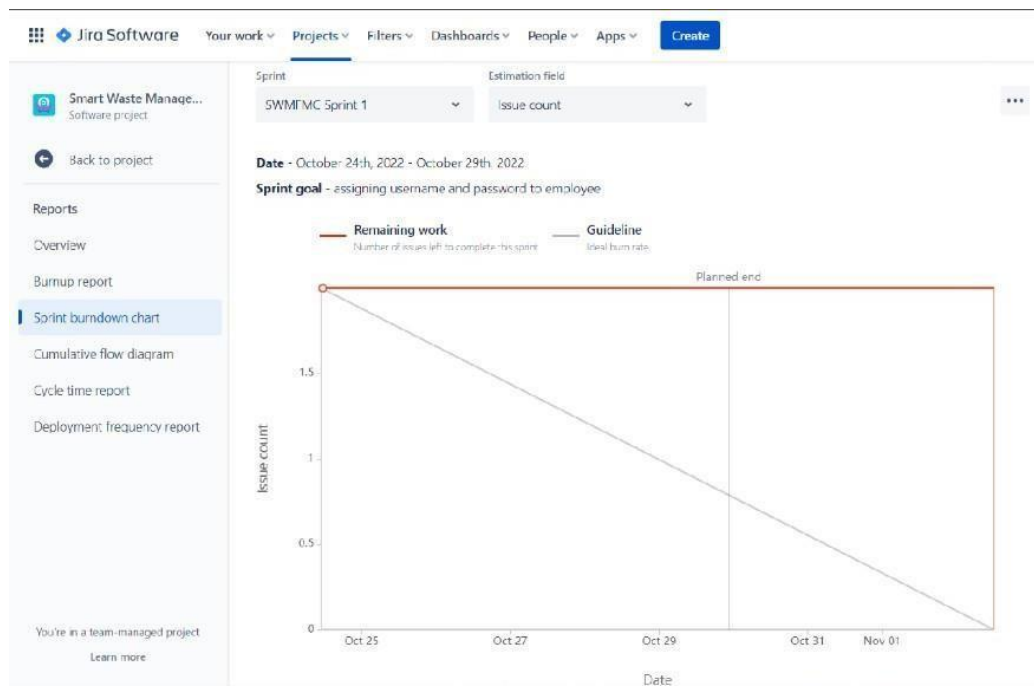 Jira Software Your work Projects Filters Dashboards People Apps Create
Smart Waste Manage...
Software project
Back to project
Reports
Overview
Burnup report
Sprint burndown chart
Cumulative flow diagram
Cycle time report
Deployment frequency report
You're in a team-managed project
Learn more
Sprint Estimation field
SWMFMC Sprint 1 Issue count
Date - October 24th, 2022 - October 29th, 2022
Sprint goal - assigning username and password to employee
Remaining work Guideline
Number of issues left to complete this sprint Ideal burn rate
Planned end
1.5
1
0.5
0
Issue count
Oct 25 Oct 27 Oct 29 Oct 31 Nov 01
Date